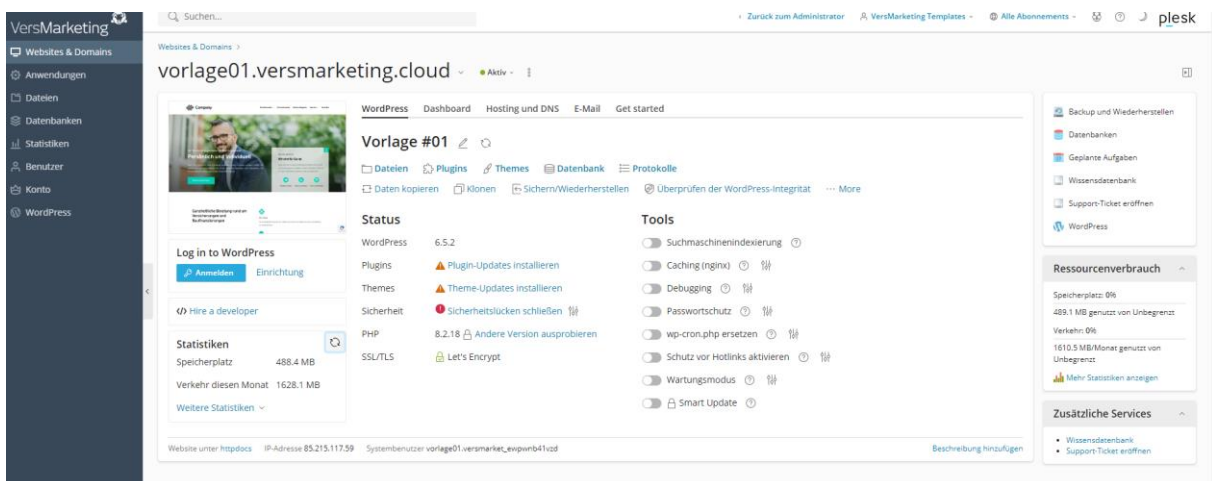 VersMarketing
Suchen...
Zurück zum Administrator
VersMarketing Templates
Alle Abonnements
plesk
Websites & Domains
Anwendungen
Dateien
Datenbanken
Statistiken
Benutzer
Konto
WordPress
Websites & Domains >
vorlage01.versmarketing.cloud
Aktiv
Company
WordPress Dashboard Hosting und DNS E-Mail Get started
Vorlage #01
Dateien Plugins Themes Datenbank Protokolle
Daten kopieren Klonen Sichern/Wiederherstellen Überprüfen der WordPress-Integrität ··· More
Log in to WordPress
Anmelden Einrichtung
</> Hire a developer
Statistiken
Speicherplatz 488.4 MB
Verkehr diesen Monat 1628.1 MB
Weitere Statistiken
Status
WordPress 6.5.2
Plugins Plugin-Updates installieren
Themes Theme-Updates installieren
Sicherheit Sicherheitslücken schließen
PHP 8.2.18 Andere Version ausprobieren
SSL/TLS Let's Encrypt
Tools
Suchmaschinenindexierung
Caching (nginx)
Debugging
Passwortschutz
wp-cron.php ersetzen
Schutz vor Hotlinks aktivieren
Wartungsmodus
Smart Update
Website unter httpdocs IP-Adresse 85.215.117.59 Systembenutzer vorlage01.versmarket_ewpwnb41vzd
Beschreibung hinzufügen
Backup und Wiederherstellen
Datenbanken
Geplante Aufgaben
Wissensdatenbank
Support-Ticket eröffnen
WordPress
Ressourcenverbrauch
Speicherplatz: 0%
489.1 MB genutzt von Unbegrenzt
Verkehr: 0%
1610.5 MB/Monat genutzt von
Unbegrenzt
Mehr Statistiken anzeigen
Zusätzliche Services
Wissensdatenbank
Support-Ticket eröffnen